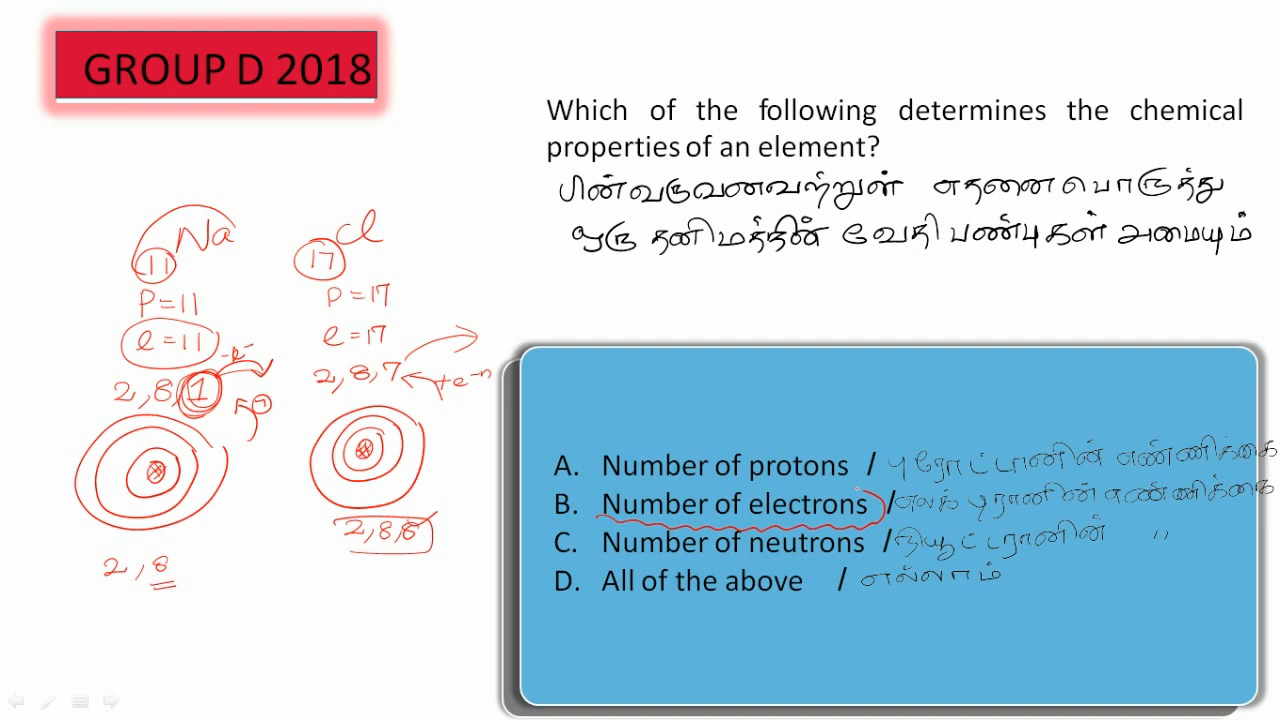 GROUP D 2018
Which of the following determines the chemical
properties of an element?
பின்வருவனவற்றுள் எதனை பொருத்து
ஒரு தனிமத்தின் வேதி பண்புகள் அமையும்
Na
11
P=11
e=11
-e⁻
2,8,1
2,8
Cl
17
P=17
e=17
2,8,7
2,8,8
A. Number of protons / புரோட்டானின் எண்ணிக்கை
B. Number of electrons / எலக்ட்ரானின் எண்ணிக்கை
C. Number of neutrons / நியூட்ரானின் ,,
D. All of the above / எல்லாம்